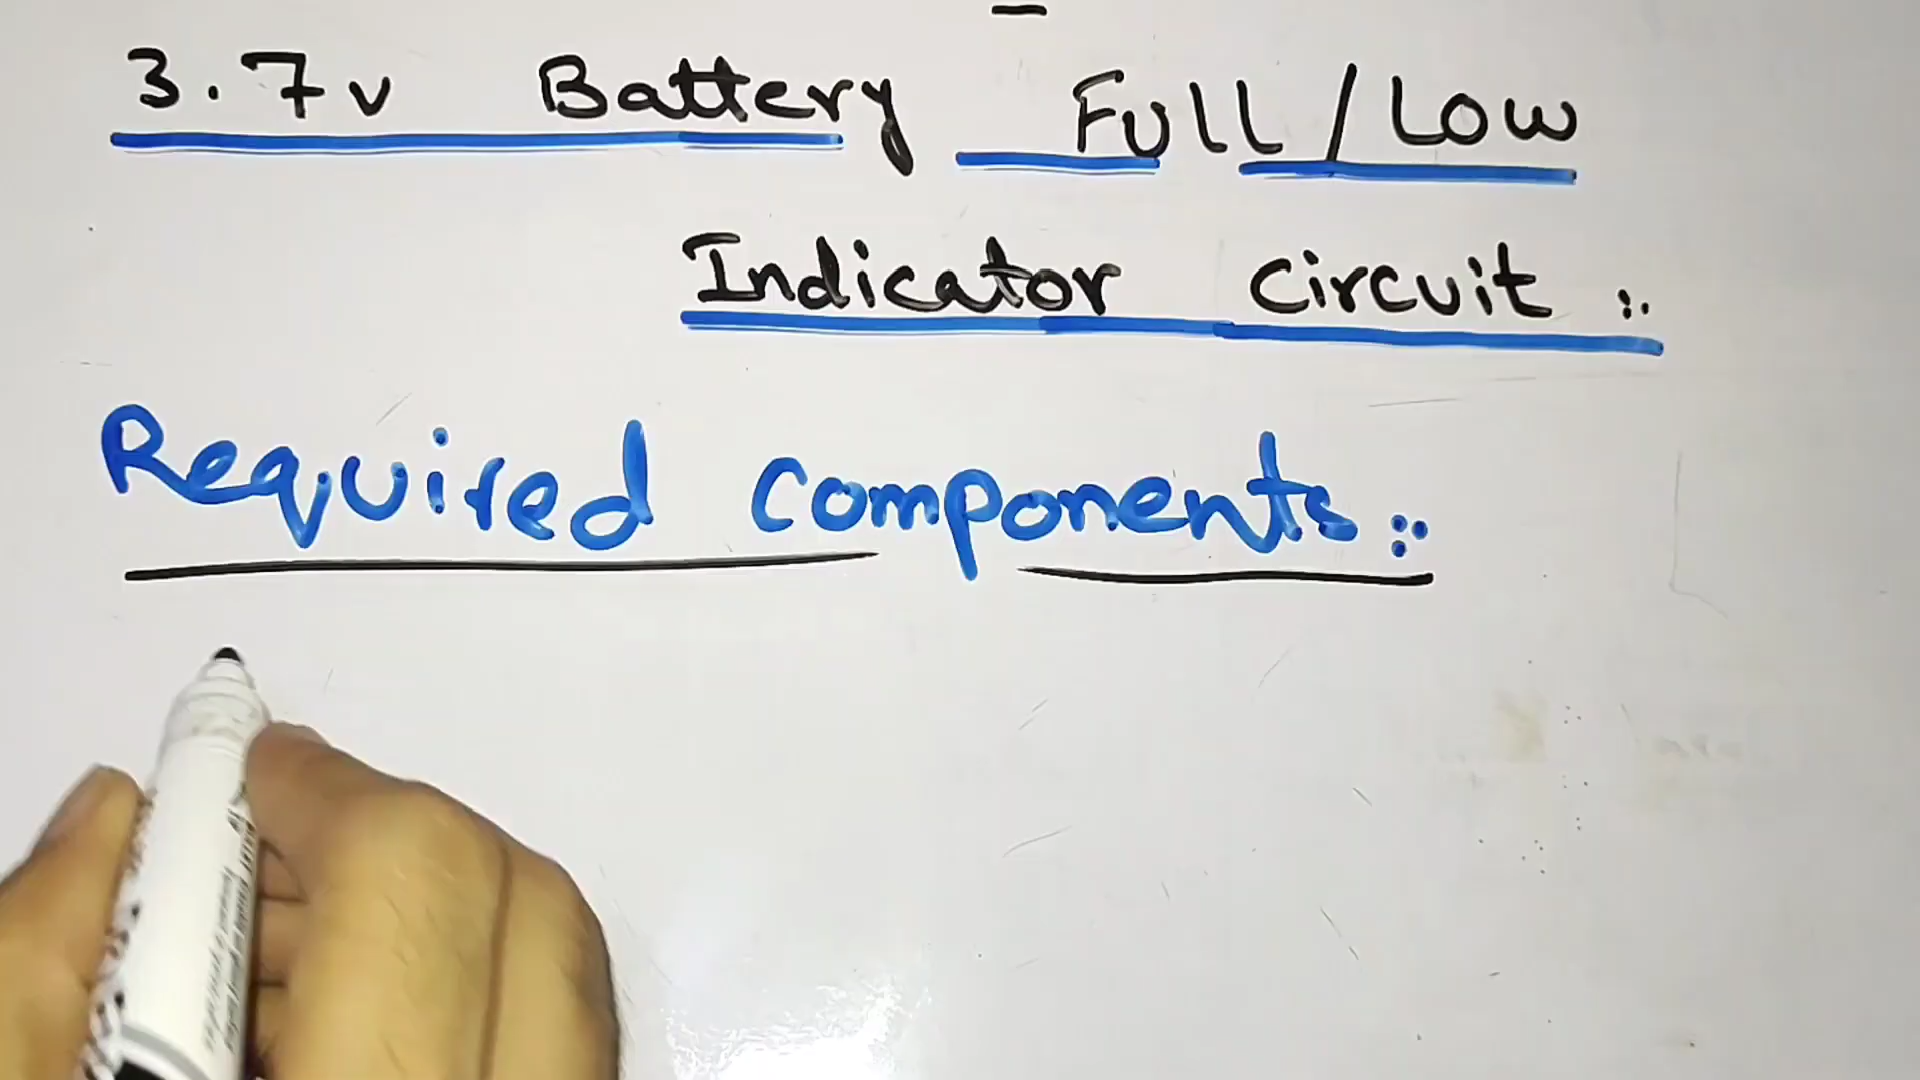 3.7v Battery Full/Low
Indicator circuit :.
Required components :